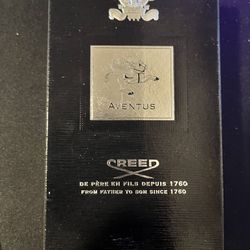 AVENTUS
CREED
DE PÈRE EN FILS DEPUIS 1760
FROM FATHER TO SON SINCE 1760